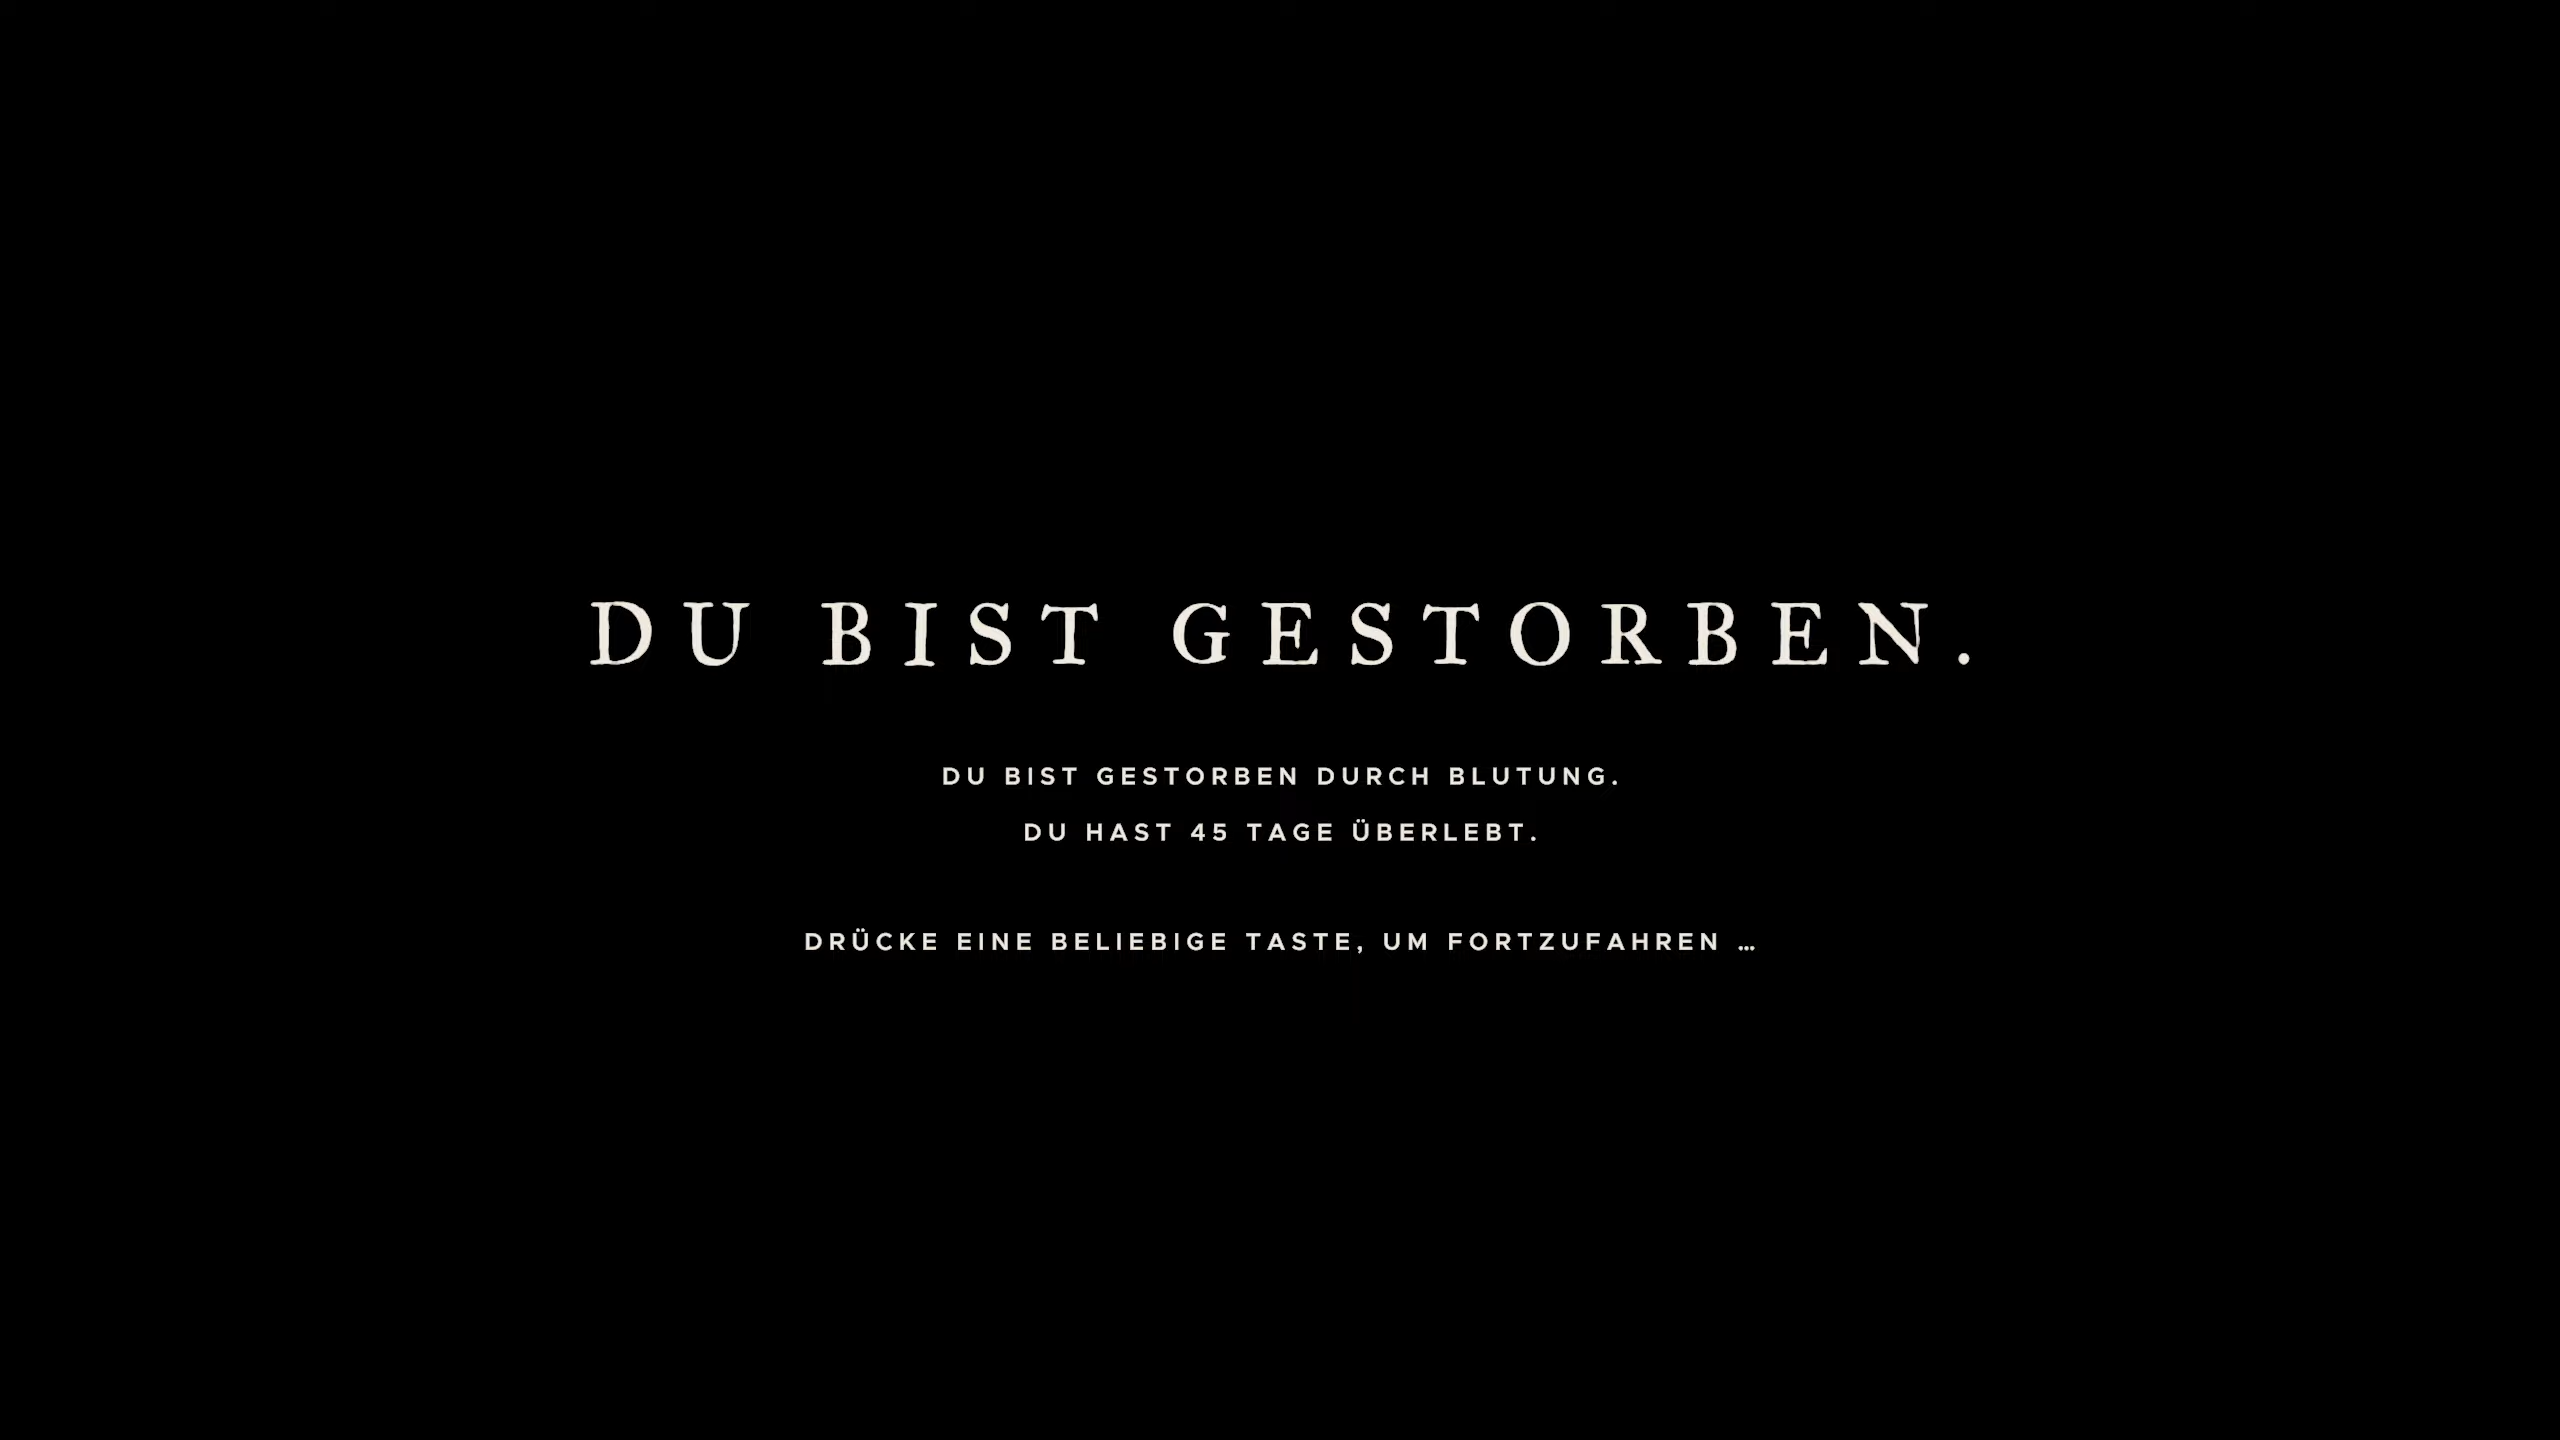 DU BIST GESTORBEN.
DU BIST GESTORBEN DURCH BLUTUNG.
DU HAST 45 TAGE ÜBERLEBT.
DRÜCKE EINE BELIEBIGE TASTE, UM FORTZUFAHREN …